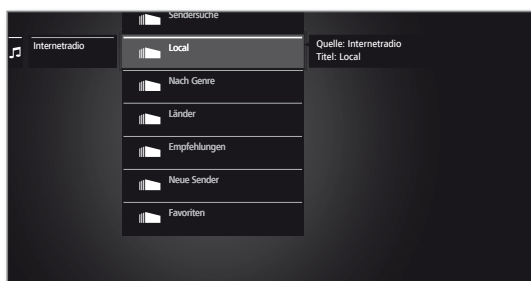 Sendersuche
Internetradio
Local
Quelle: Internetradio
Titel: Local
Nach Genre
Länder
Empfehlungen
Neue Sender
Favoriten